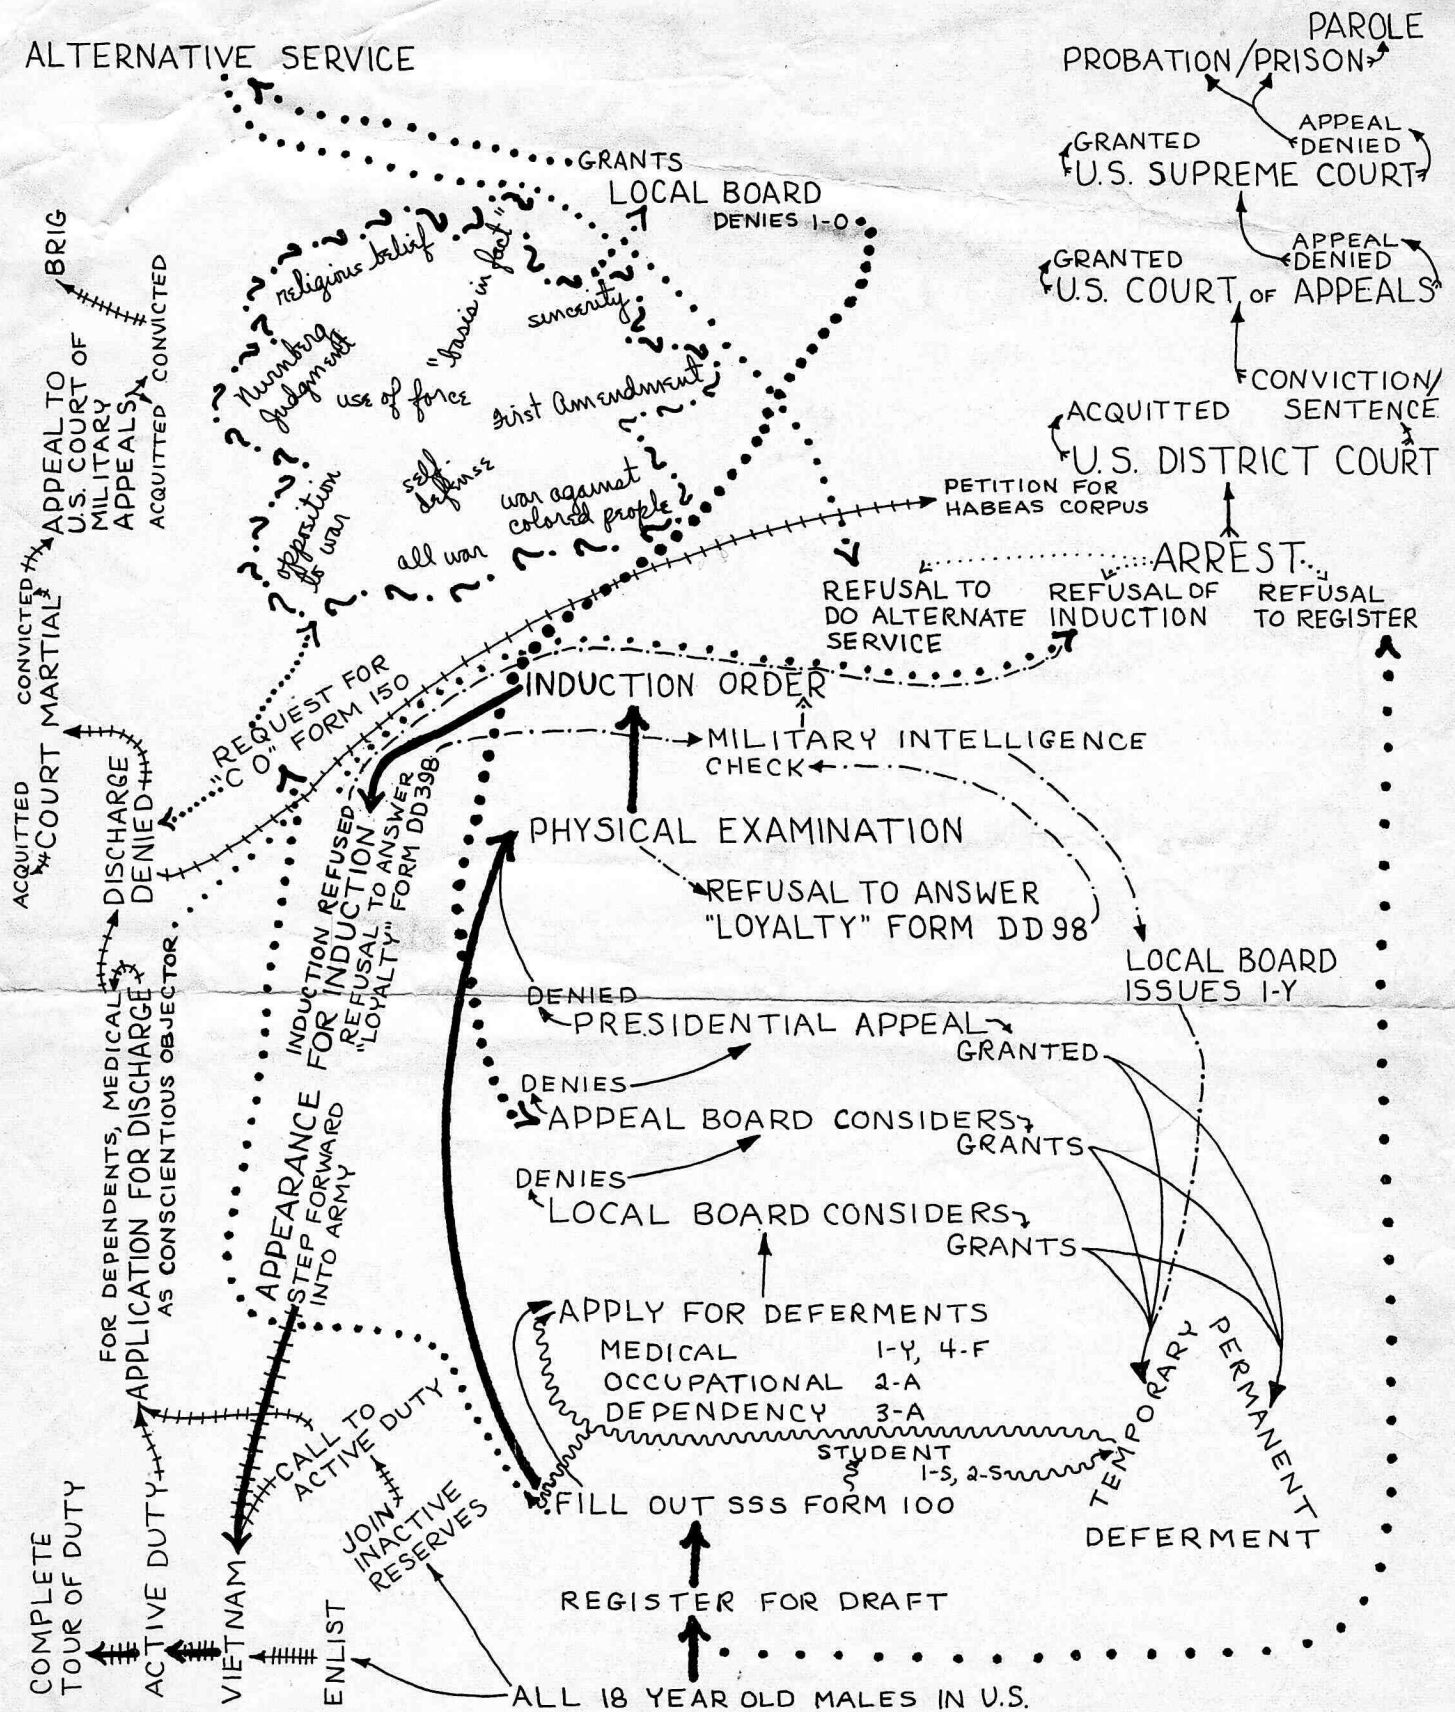 PAROLE
PROBATION/PRISON
APPEAL
DENIED
GRANTED
U.S. SUPREME COURT
APPEAL
DENIED
GRANTED
U.S. COURT OF APPEALS
CONVICTION/
SENTENCE
ACQUITTED
U.S. DISTRICT COURT
PETITION FOR
HABEAS CORPUS
ARREST
REFUSAL TO
DO ALTERNATE
SERVICE
REFUSAL OF
INDUCTION
REFUSAL
TO REGISTER
ALTERNATIVE SERVICE
GRANTS
LOCAL BOARD
DENIES 1-O
religious belief
"basis in fact"
sincerity
Nurnberg
Judgment
use of force
First Amendment
self-
defense
war against
colored people
opposition
to war
all war
? ? ? ? ? ? ? ? ? ? ? ? ? ? ? ? ? ? ? ? ? ? ? ? ? ? ? ? ? ?
BRIG
CONVICTED
ACQUITTED
APPEAL TO
U.S. COURT OF
MILITARY
APPEALS
CONVICTED
COURT MARTIAL
ACQUITTED
DISCHARGE
DENIED
"REQUEST FOR
C O" FORM 150
INDUCTION ORDER
MILITARY INTELLIGENCE
CHECK
PHYSICAL EXAMINATION
REFUSAL TO ANSWER
"LOYALTY" FORM DD 98
LOCAL BOARD
ISSUES 1-Y
INDUCTION REFUSED
APPEARANCE FOR INDUCTION
REFUSAL TO ANSWER
"LOYALTY" FORM DD398
STEP FORWARD
INTO ARMY
FOR DEPENDENTS, MEDICAL
APPLICATION FOR DISCHARGE
AS CONSCIENTIOUS OBJECTOR
DENIED
PRESIDENTIAL APPEAL
GRANTED
DENIES
APPEAL BOARD CONSIDERS
GRANTS
DENIES
LOCAL BOARD CONSIDERS
GRANTS
APPLY FOR DEFERMENTS
MEDICAL 1-Y, 4-F
OCCUPATIONAL 2-A
DEPENDENCY 3-A
STUDENT
1-S, 2-S
FILL OUT SSS FORM 100
TEMPORARY
PERMANENT
DEFERMENT
CALL TO
ACTIVE DUTY
JOIN
INACTIVE
RESERVES
COMPLETE
TOUR OF DUTY
ACTIVE DUTY
VIETNAM
ENLIST
REGISTER FOR DRAFT
ALL 18 YEAR OLD MALES IN U.S.